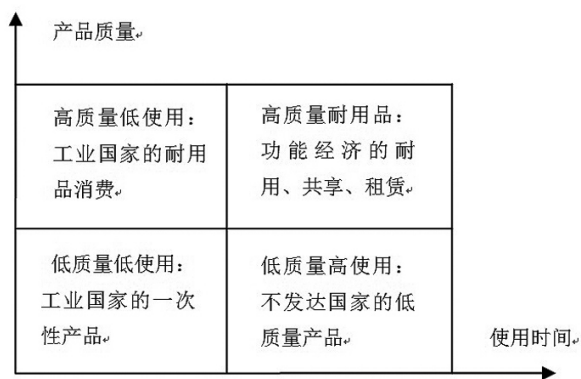 产品质量
高质量低使用：
工业国家的耐用
品消费
高质量耐用品：
功能经济的耐
用、共享、租赁
低质量低使用：
工业国家的一次
性产品
低质量高使用：
不发达国家的低
质量产品
使用时间